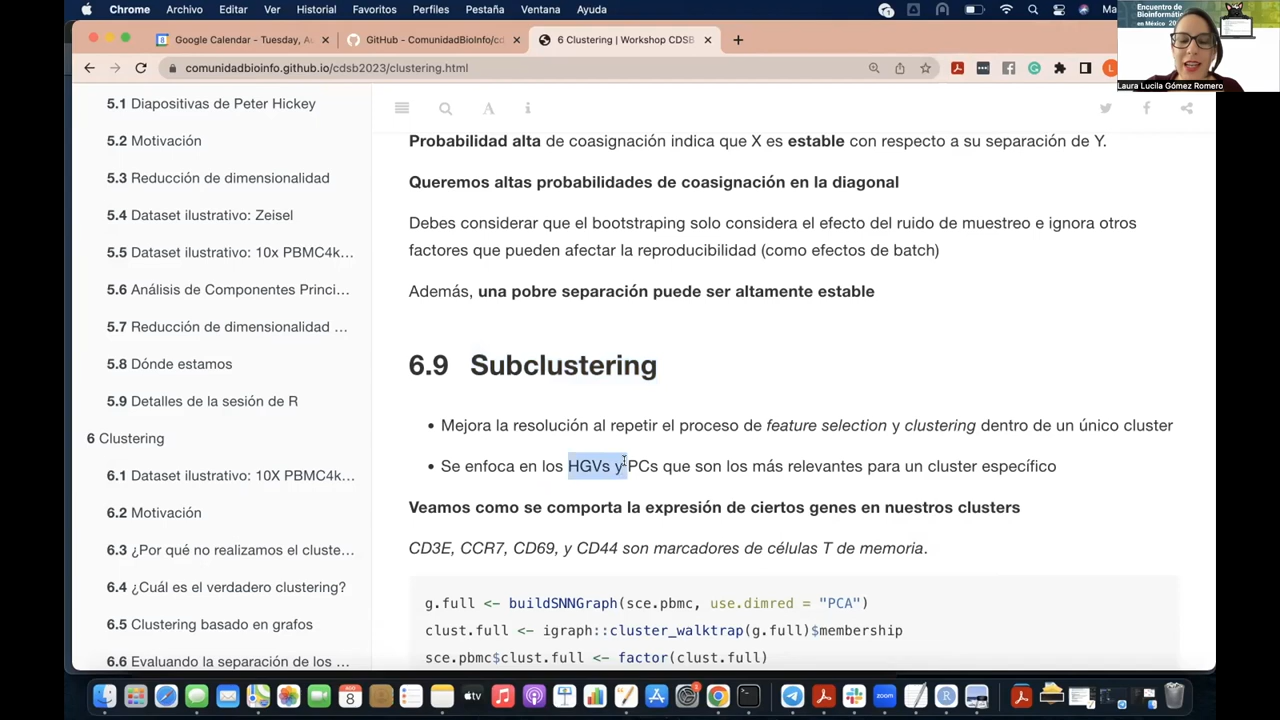 Chrome Archivo Editar Ver Historial Favoritos Perfiles Pestaña Ventana Ayuda
Encuentro de
Bioinformátic
en México 20
Google Calendar - Tuesday, Au
GitHub - ComunidadBioInfo/cd
6 Clustering | Workshop CDSB
comunidadbioinfo.github.io/cdsb2023/clustering.html
Laura Lucila Gómez Romero
5.1 Diapositivas de Peter Hickey
5.2 Motivación
5.3 Reducción de dimensionalidad
5.4 Dataset ilustrativo: Zeisel
5.5 Dataset ilustrativo: 10x PBMC4k...
5.6 Análisis de Componentes Princi...
5.7 Reducción de dimensionalidad ...
5.8 Dónde estamos
5.9 Detalles de la sesión de R
6 Clustering
6.1 Dataset ilustrativo: 10X PBMC4k...
6.2 Motivación
6.3 ¿Por qué no realizamos el cluste...
6.4 ¿Cuál es el verdadero clustering?
6.5 Clustering basado en grafos
6.6 Evaluando la separación de los ...
Probabilidad alta de coasignación indica que X es estable con respecto a su separación de Y.
Queremos altas probabilidades de coasignación en la diagonal
Debes considerar que el bootstraping solo considera el efecto del ruido de muestreo e ignora otros
factores que pueden afectar la reproducibilidad (como efectos de batch)
Además, una pobre separación puede ser altamente estable
6.9 Subclustering
• Mejora la resolución al repetir el proceso de feature selection y clustering dentro de un único cluster
• Se enfoca en los HGVs y PCs que son los más relevantes para un cluster específico
Veamos como se comporta la expresión de ciertos genes en nuestros clusters
CD3E, CCR7, CD69, y CD44 son marcadores de células T de memoria.
g.full <- buildSNNGraph(sce.pbmc, use.dimred = "PCA")
clust.full <- igraph::cluster_walktrap(g.full)$membership
sce.pbmc$clust.full <- factor(clust.full)
AGO
8
tv
zoom